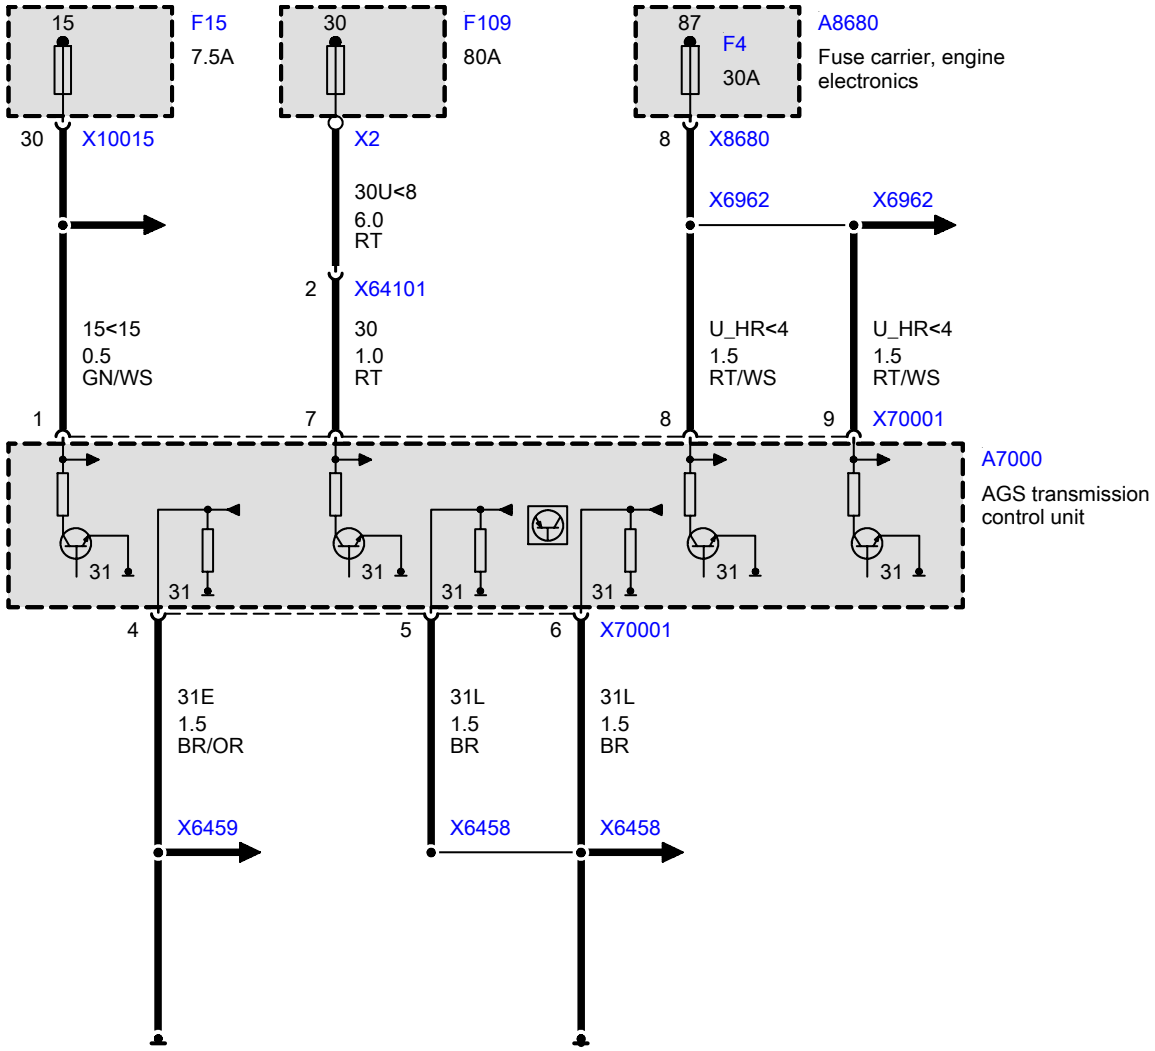 15
F15
7.5A
30
F109
80A
87
F4
30A
A8680
Fuse carrier, engine
electronics
30
X10015
X2
8
X8680
30U<8
6.0
RT
X6962
X6962
2
X64101
15<15
0.5
GN/WS
30
1.0
RT
U_HR<4
1.5
RT/WS
U_HR<4
1.5
RT/WS
1
7
8
9
X70001
A7000
AGS transmission
control unit
31
31
31
31
31
31
31
4
5
6
X70001
31E
1.5
BR/OR
31L
1.5
BR
31L
1.5
BR
X6459
X6458
X6458